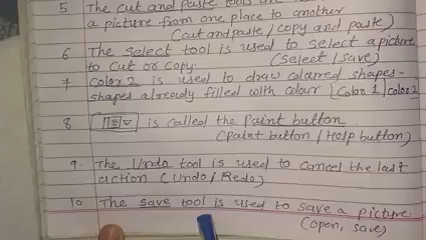 5 The cut and paste tools are
a picture from one place to another
(cut and paste / copy and paste)
6 The select tool is used to select a picture
to Cut or Copy. (Select / save)
7 Color 2 is used to draw coloured shapes-
shapes already filled with colour (Color 1 / color 2
8 is called the Paint button
(Paint button / Help button)
9. The Undo tool is used to cancel the last
action (Undo / Redo)
10 The save tool is used to save a picture.
(open, save)